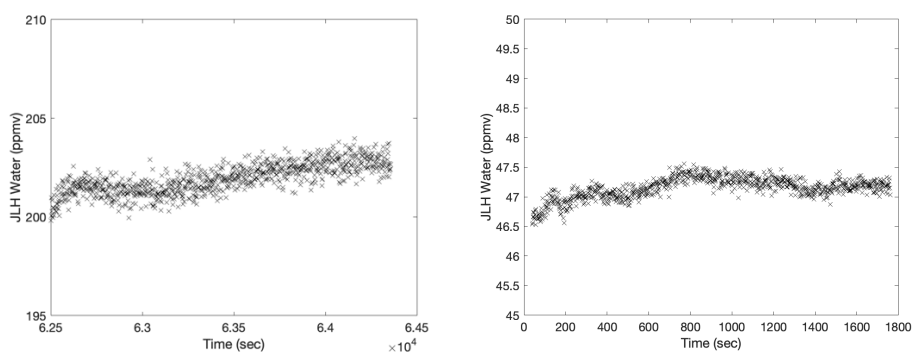 210
205
200
195
JLH Water (ppmv)
6.25 6.3 6.35 6.4 6.45
Time (sec)
×10⁴
50
49.5
49
48.5
48
47.5
47
46.5
46
45.5
45
JLH Water (ppmv)
0 200 400 600 800 1000 1200 1400 1600 1800
Time (sec)